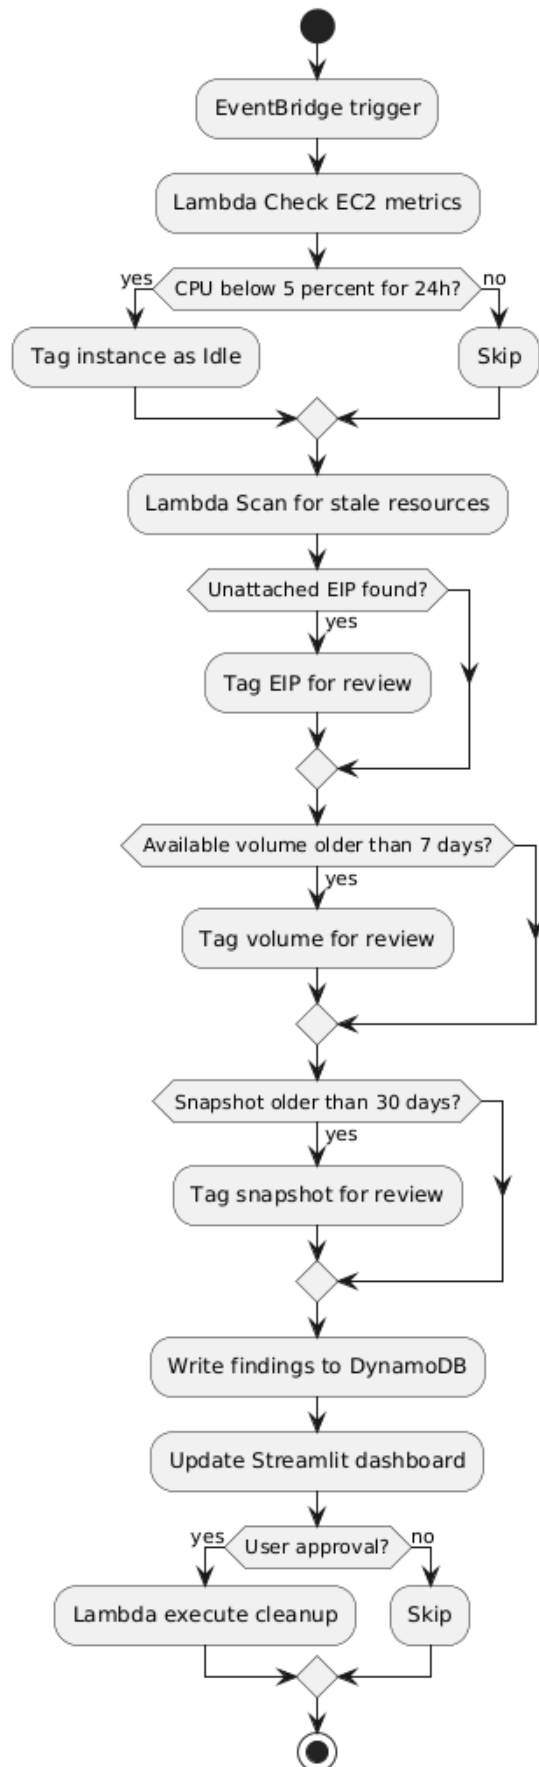 EventBridge trigger
Lambda Check EC2 metrics
yes
CPU below 5 percent for 24h?
no
Tag instance as Idle
Skip
Lambda Scan for stale resources
Unattached EIP found?
yes
Tag EIP for review
Available volume older than 7 days?
yes
Tag volume for review
Snapshot older than 30 days?
yes
Tag snapshot for review
Write findings to DynamoDB
Update Streamlit dashboard
yes
User approval?
no
Lambda execute cleanup
Skip